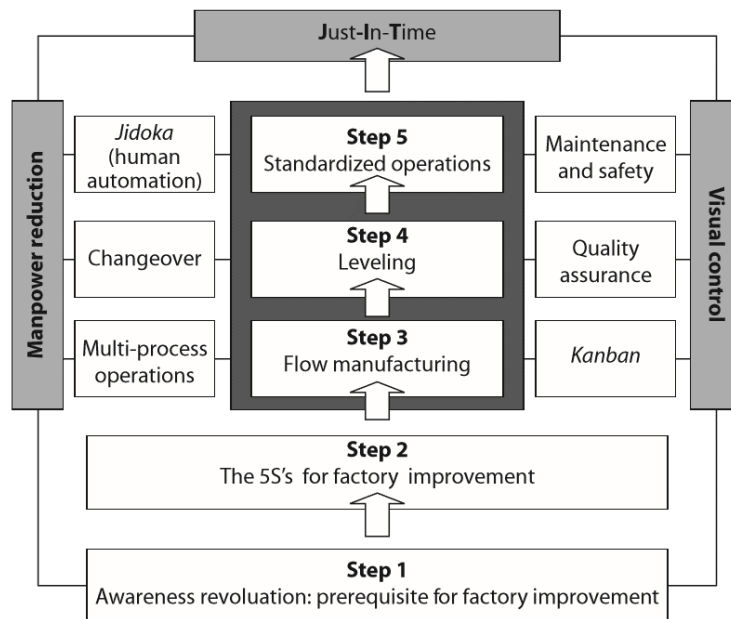 Just-In-Time
Manpower reduction
Jidoka
(human
automation)
Step 5
Standardized operations
Maintenance
and safety
Visual control
Changeover
Step 4
Leveling
Quality
assurance
Multi-process
operations
Step 3
Flow manufacturing
Kanban
Step 2
The 5S's for factory improvement
Step 1
Awareness revoluation: prerequisite for factory improvement